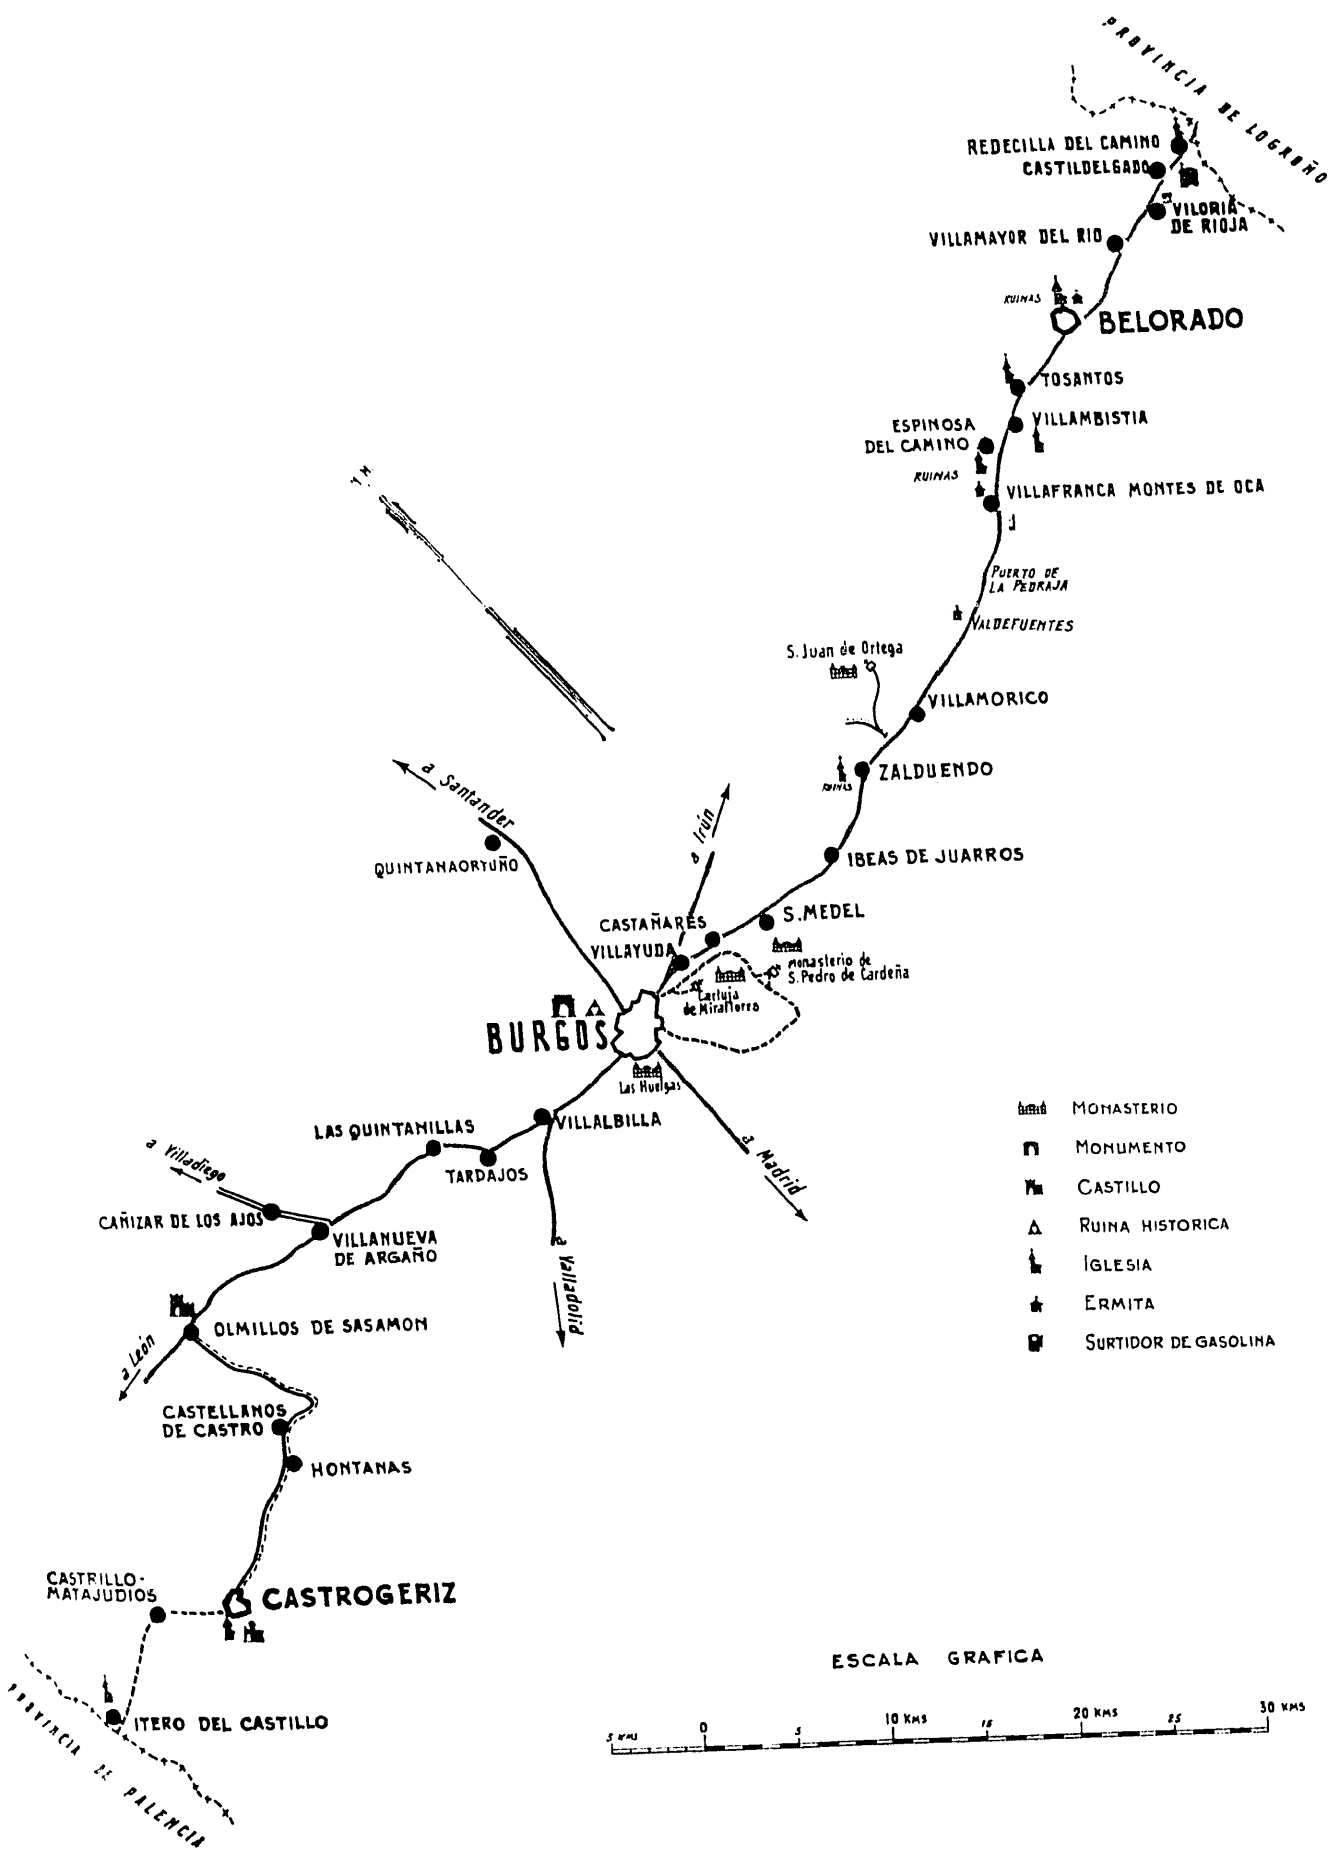 PROVINCIA DE LOGROÑO
REDECILLA DEL CAMINO
CASTILDELGADO
VILORIA
DE RIOJA
VILLAMAYOR DEL RIO
RUINAS
BELORADO
TOSANTOS
VILLAMBISTIA
ESPINOSA
DEL CAMINO
RUINAS
VILLAFRANCA MONTES DE OCA
PUERTO DE
LA PEDRAJA
VALDEFUENTES
S. Juan de Ortega
VILLAMORICO
ZALDUENDO
RUINAS
a Santander
a Irún
QUINTANAORTUÑO
IBEAS DE JUARROS
S. MEDEL
CASTAÑARES
VILLAYUDA
Monasterio de
S. Pedro de Cardeña
Cartuja
de Miraflores
BURGOS
Las Huelgas
VILLALBILLA
LAS QUINTANILLAS
TARDAJOS
a Villadiego
a Madrid
CAÑIZAR DE LOS AJOS
VILLANUEVA
DE ARGAÑO
a Valladolid
OLMILLOS DE SASAMON
a León
CASTELLANOS
DE CASTRO
HONTANAS
CASTRILLO-
MATAJUDIOS
CASTROGERIZ
ITERO DEL CASTILLO
PROVINCIA DE PALENCIA
MONASTERIO
MONUMENTO
CASTILLO
RUINA HISTORICA
IGLESIA
ERMITA
SURTIDOR DE GASOLINA
ESCALA GRAFICA
5 KMS 0 5 10 KMS 15 20 KMS 25 30 KMS